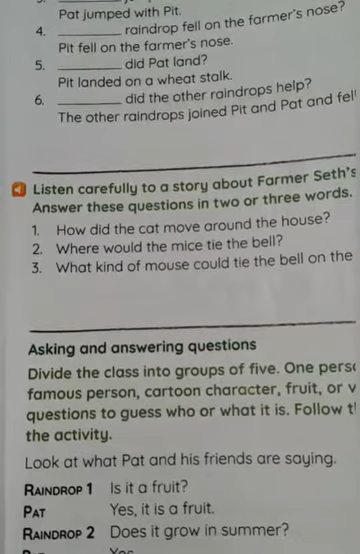 Pat jumped with Pit.
4. ________ raindrop fell on the farmer's nose?
Pit fell on the farmer's nose.
5. ________ did Pat land?
Pit landed on a wheat stalk.
6. ________ did the other raindrops help?
The other raindrops joined Pit and Pat and fel
Listen carefully to a story about Farmer Seth's
Answer these questions in two or three words.
1. How did the cat move around the house?
2. Where would the mice tie the bell?
3. What kind of mouse could tie the bell on the
Asking and answering questions
Divide the class into groups of five. One pers
famous person, cartoon character, fruit, or v
questions to guess who or what it is. Follow t
the activity.
Look at what Pat and his friends are saying.
RAINDROP 1 Is it a fruit?
PAT Yes, it is a fruit.
RAINDROP 2 Does it grow in summer?